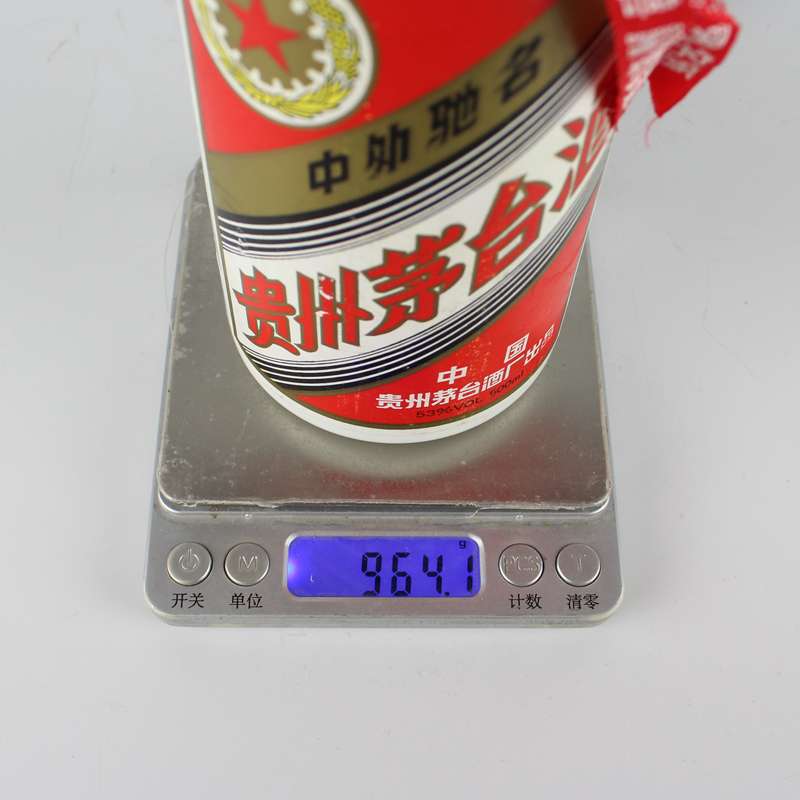 中外驰名
贵州茅台酒
中国
贵州茅台酒厂出品
53%VOL 500ml
g
964.1
M PCS T
开关 单位 计数 清零